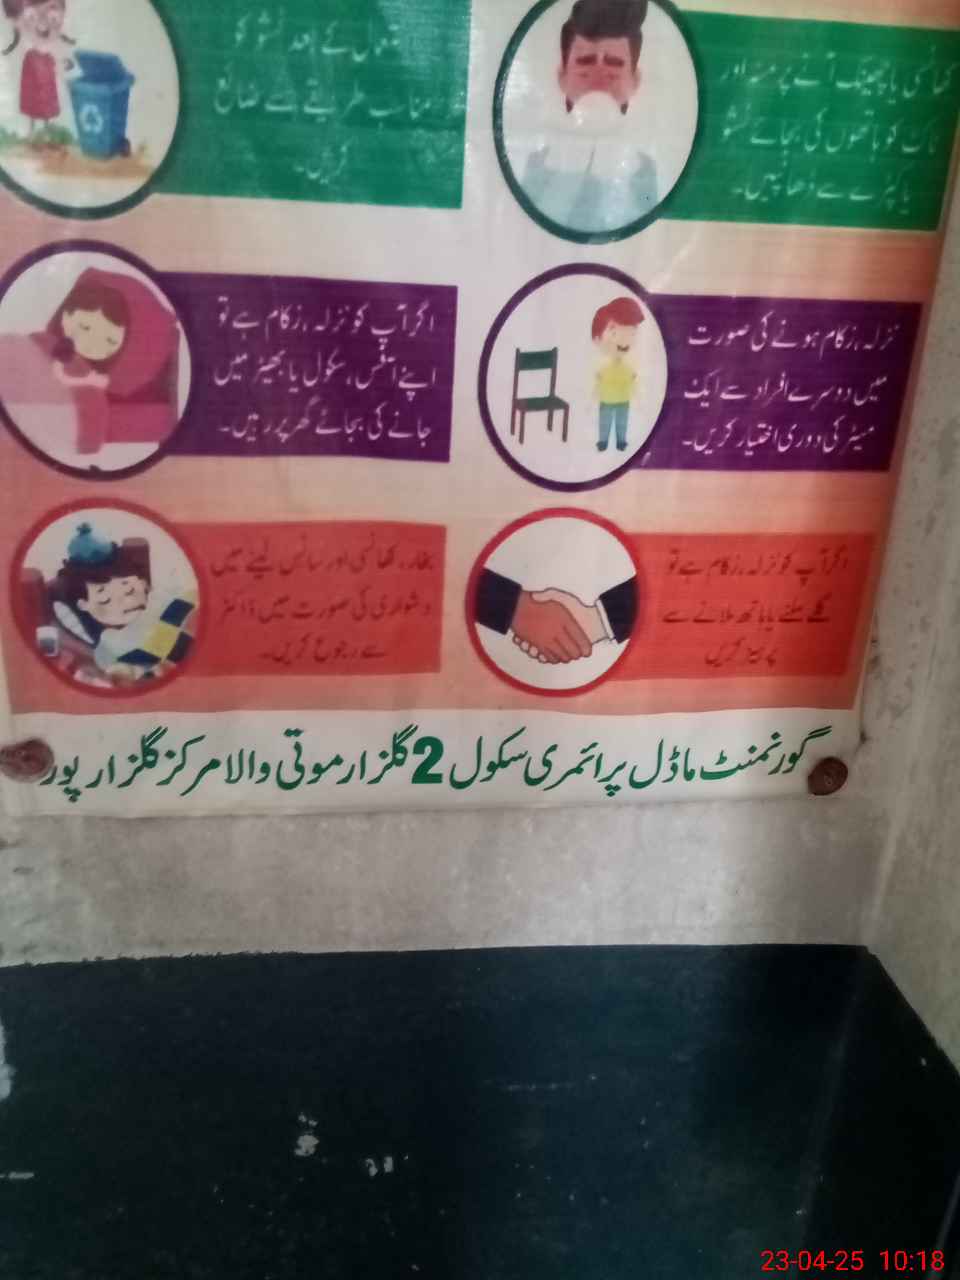 کھانسی یا چھینک آنے پر منہ اور
ناک کو ہاتھوں کی بجائے ٹشو
یا کپڑے سے ڈھانپیں۔
استعمال کے بعد ٹشو کو
مناسب طریقے سے ضائع
کریں۔
نزلہ، زکام ہونے کی صورت
میں دوسرے افراد سے ایک
میٹر کی دوری اختیار کریں۔
اگر آپ کو نزلہ، زکام ہے تو
اپنے آفس، سکول یا بھیڑ میں
جانے کی بجائے گھر پر رہیں۔
اگر آپ کو نزلہ، زکام ہے تو
گلے ملنے یا ہاتھ ملانے سے
پرہیز کریں
بخار، کھانسی اور سانس لینے میں
دشواری کی صورت میں ڈاکٹر
سے رجوع کریں۔
گورنمنٹ ماڈل پرائمری سکول 2 گلزار موتی والا مرکز گلزار پور
23-04-25 10:18